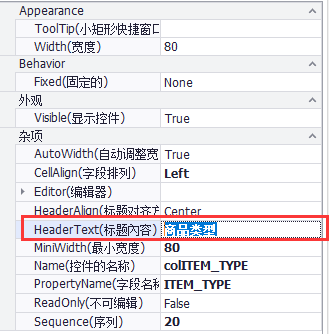 Appearance
ToolTip(小矩形快捷窗口
Width(宽度) 80
Behavior
Fixed(固定的) None
外观
Visible(显示控件) True
杂项
AutoWidth(自动调整宽 True
CellAlign(字段排列) Left
Editor(编辑器)
HeaderAlign(标题对齐方 Center
HeaderText(标题內容) 商品类型
MiniWidth(最小宽度) 80
Name(控件的名称) colITEM_TYPE
PropertyName(字段名称 ITEM_TYPE
ReadOnly(不可编辑) False
Sequence(序列) 20